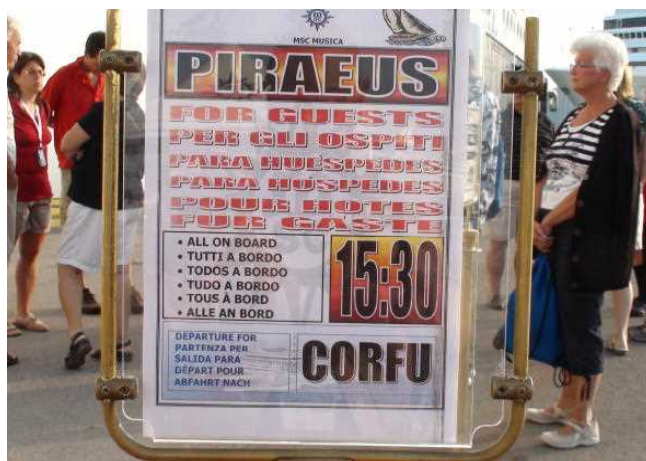 MSC MUSICA
PIRAEUS
FOR GUESTS
PER GLI OSPITI
PARA HUESPEDES
PARA HÓSPEDES
POUR HOTES
FUR GÄSTE
• ALL ON BOARD
• TUTTI A BORDO
• TODOS A BORDO
• TUDO A BORDO
• TOUS À BORD
• ALLE AN BORD
15:30
DEPARTURE FOR
PARTENZA PER
SALIDA PARA
DÉPART POUR
ABFAHRT NACH
CORFU